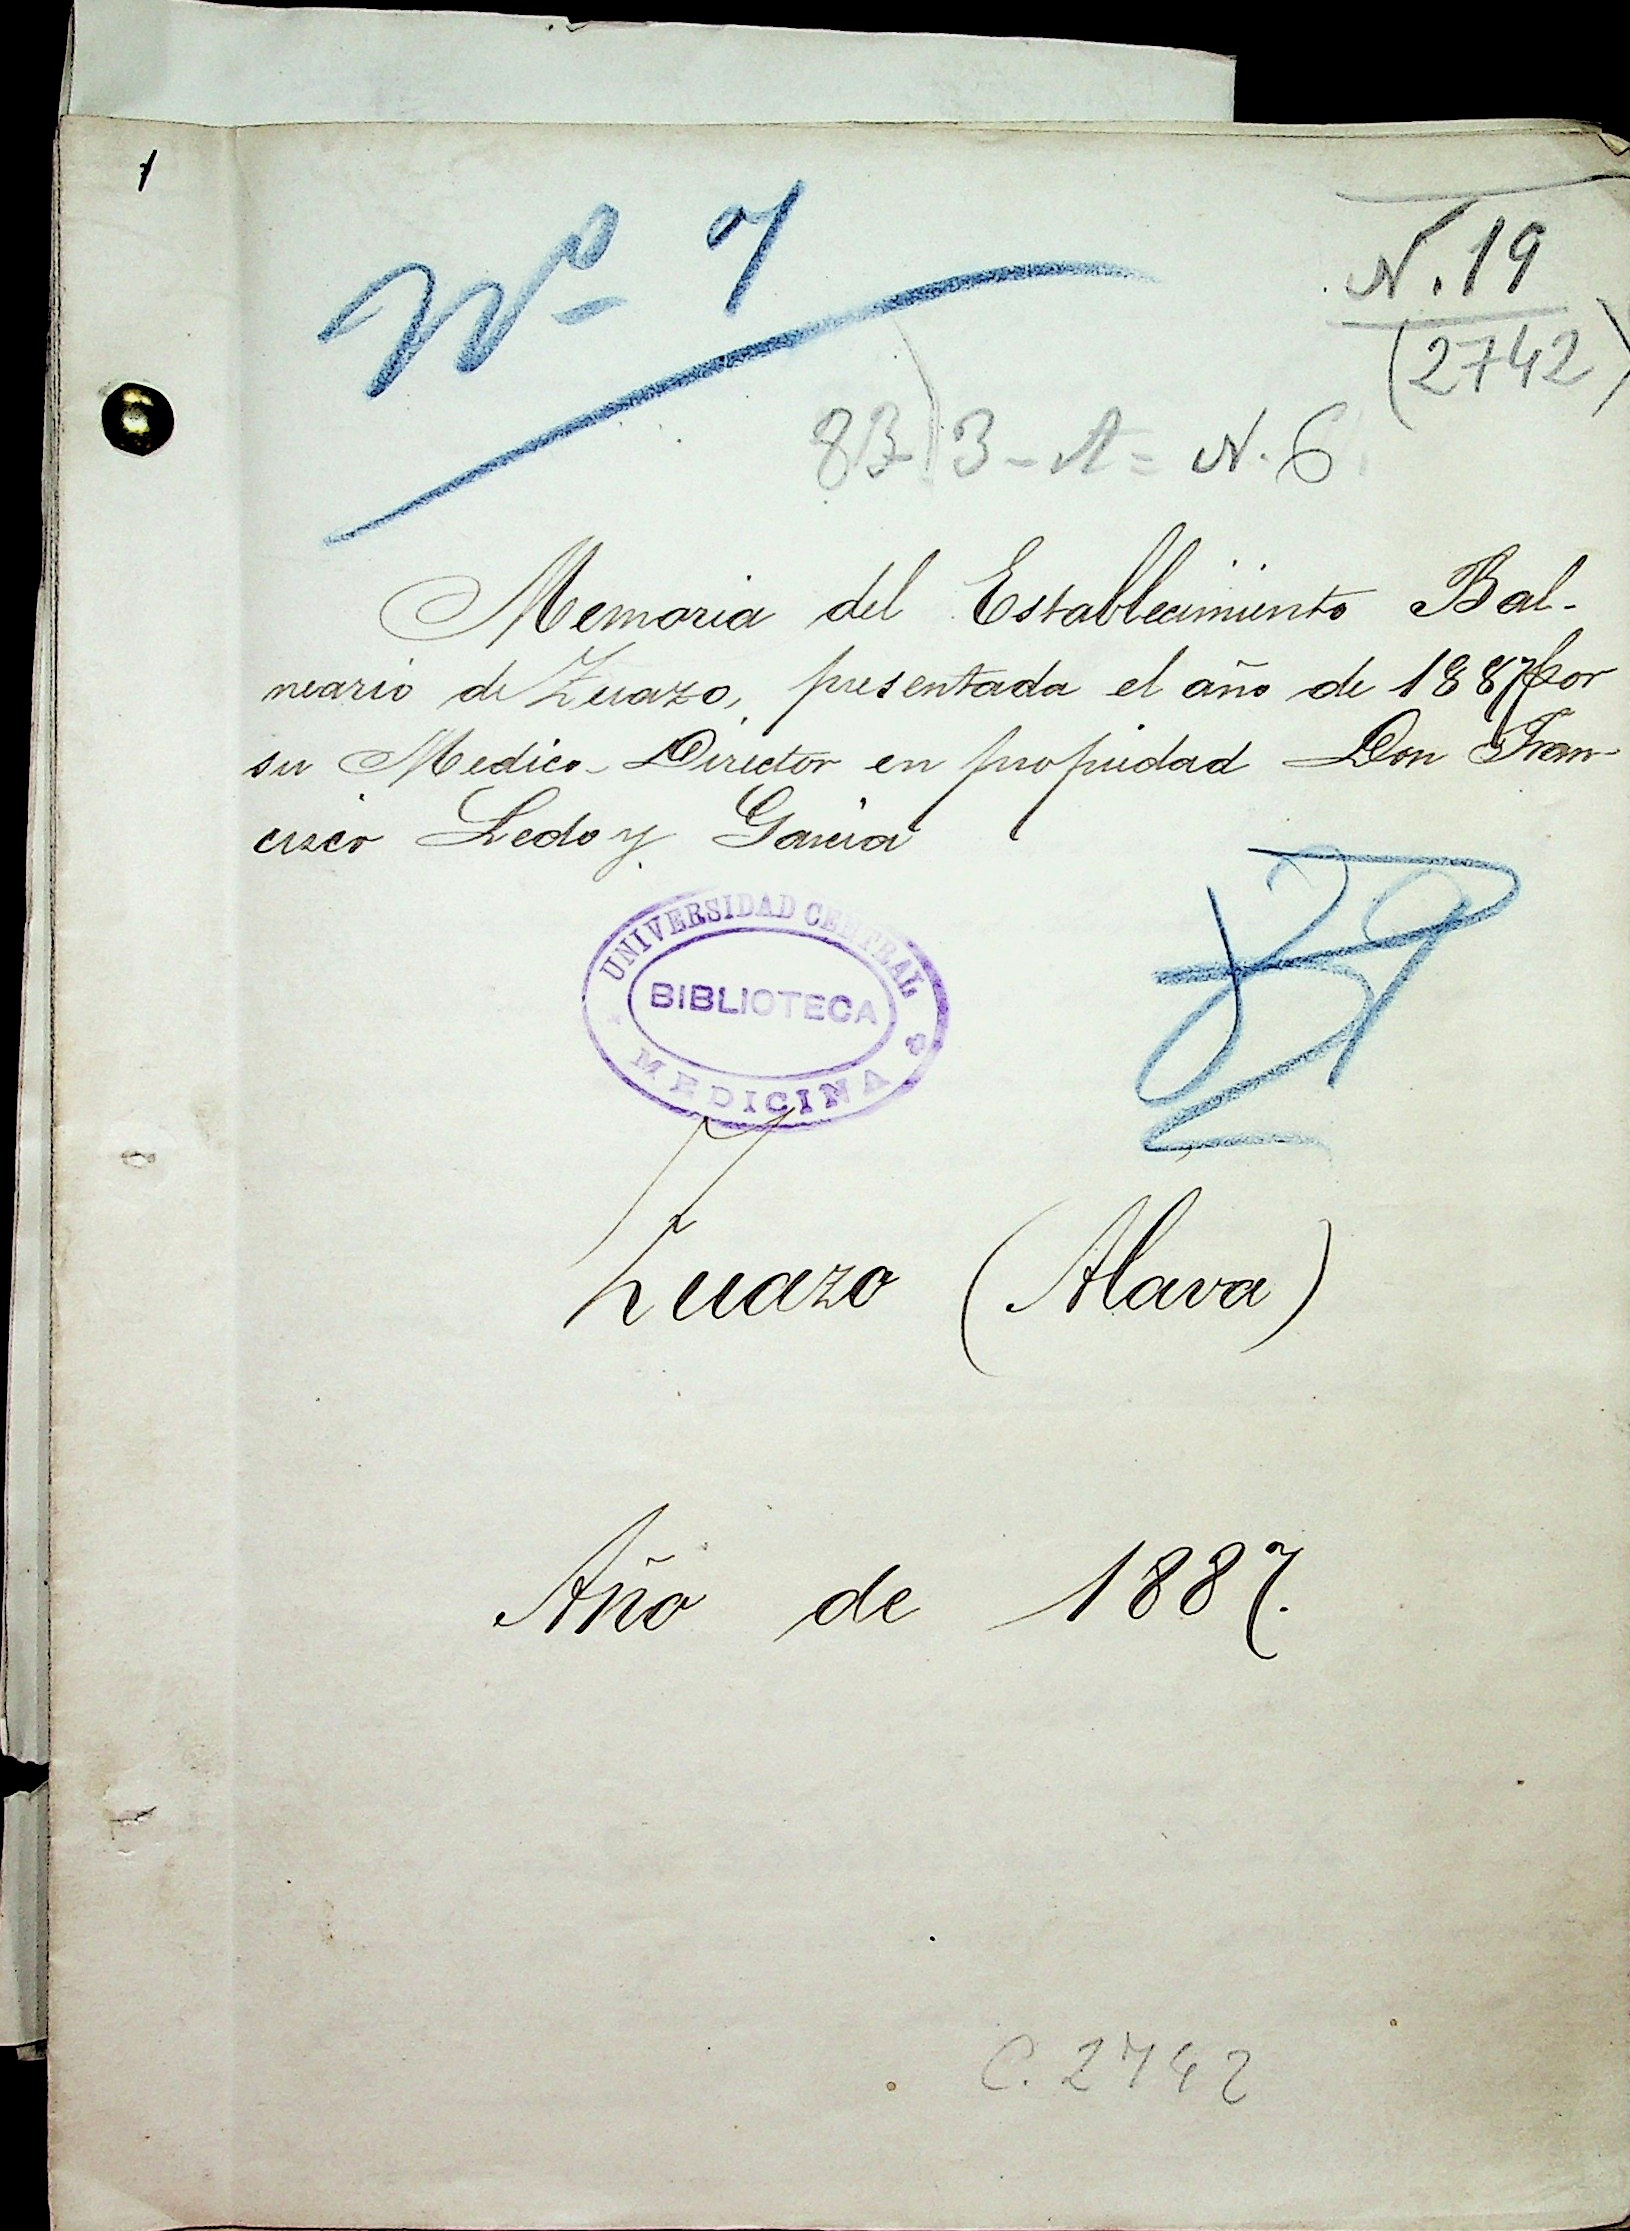 1
Nº 7
N. 19
(2742)
83) 3 - A = N. 6
Memoria del Establecimiento Bal-
neario de Zuazo, presentada el año de 1887 por
su Medico-Director en propiedad Don Fran-
cisco Ledo y Garcia
UNIVERSIDAD CENTRAL
BIBLIOTECA
MEDICINA
Zuazo (Alava)
Año de 1887.
C. 2742